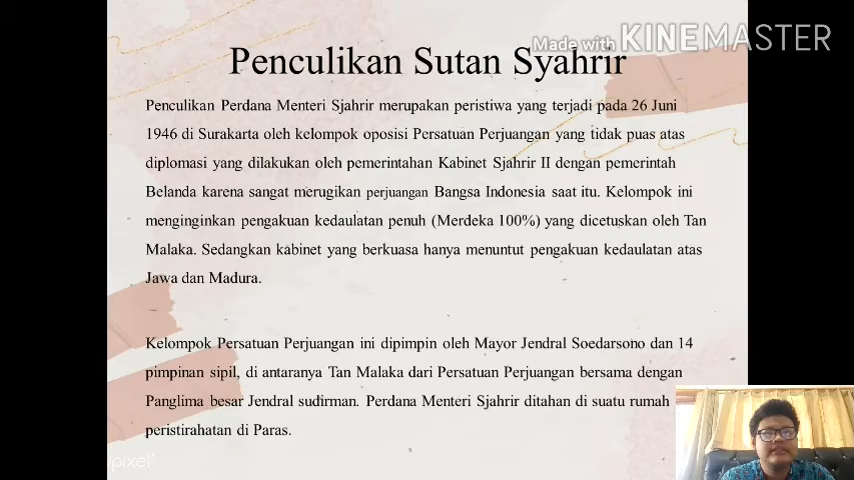 Made with KINEMASTER
Penculikan Sutan Syahrir
Penculikan Perdana Menteri Sjahrir merupakan peristiwa yang terjadi pada 26 Juni
1946 di Surakarta oleh kelompok oposisi Persatuan Perjuangan yang tidak puas atas
diplomasi yang dilakukan oleh pemerintahan Kabinet Sjahrir II dengan pemerintah
Belanda karena sangat merugikan perjuangan Bangsa Indonesia saat itu. Kelompok ini
menginginkan pengakuan kedaulatan penuh (Merdeka 100%) yang dicetuskan oleh Tan
Malaka. Sedangkan kabinet yang berkuasa hanya menuntut pengakuan kedaulatan atas
Jawa dan Madura.
Kelompok Persatuan Perjuangan ini dipimpin oleh Mayor Jendral Soedarsono dan 14
pimpinan sipil, di antaranya Tan Malaka dari Persatuan Perjuangan bersama dengan
Panglima besar Jendral sudirman. Perdana Menteri Sjahrir ditahan di suatu rumah
peristirahatan di Paras.